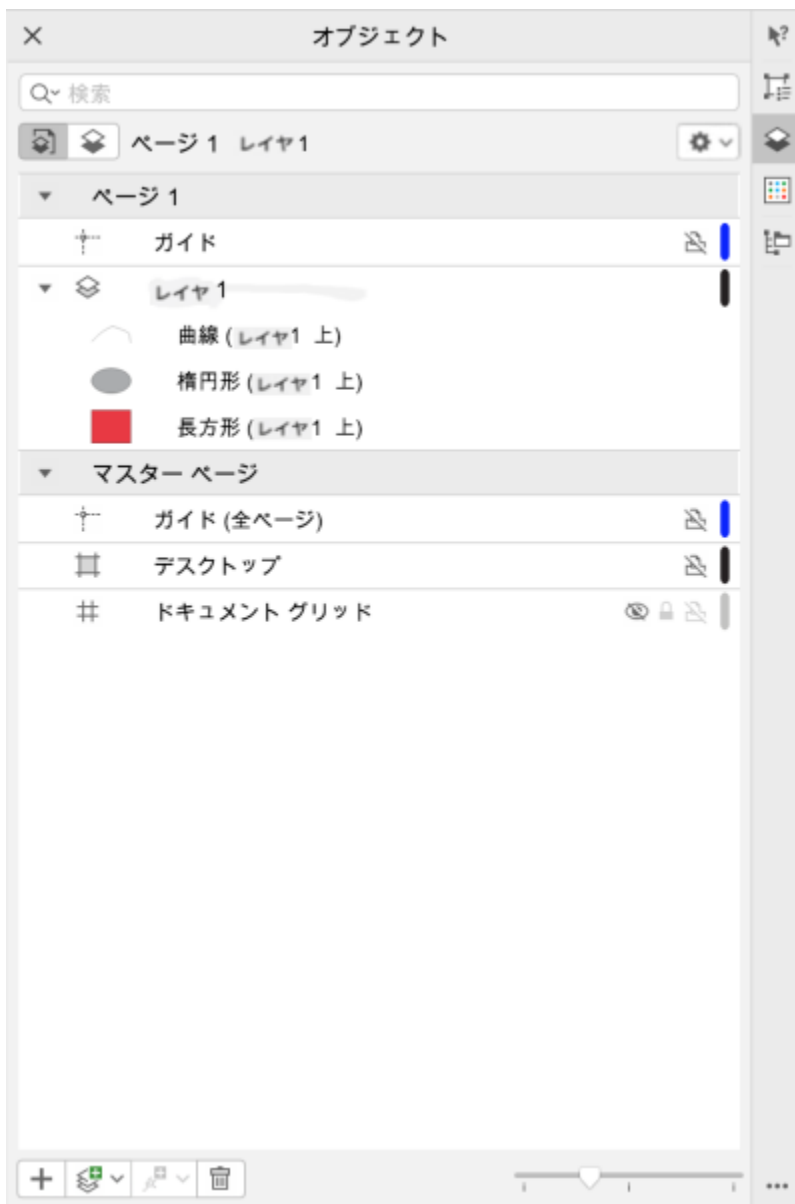 オブジェクト
検索
ページ 1 レイヤ1
ページ 1
ガイド
レイヤ 1
曲線 (レイヤ1 上)
楕円形 (レイヤ1 上)
長方形 (レイヤ1 上)
マスター ページ
ガイド (全ページ)
デスクトップ
ドキュメント グリッド